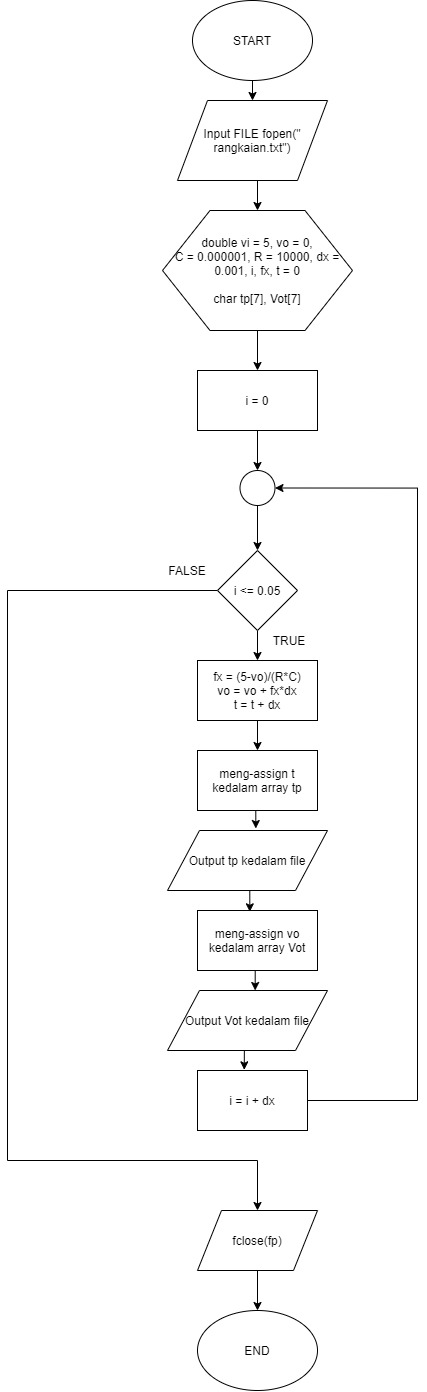 START
Input FILE fopen("
rangkaian.txt")
double vi = 5, vo = 0,
C = 0.000001, R = 10000, dx =
0.001, i, fx, t = 0
char tp[7], Vot[7]
i = 0
i <= 0.05
FALSE
TRUE
fx = (5-vo)/(R*C)
vo = vo + fx*dx
t = t + dx
meng-assign t
kedalam array tp
Output tp kedalam file
meng-assign vo
kedalam array Vot
Output Vot kedalam file
i = i + dx
fclose(fp)
END